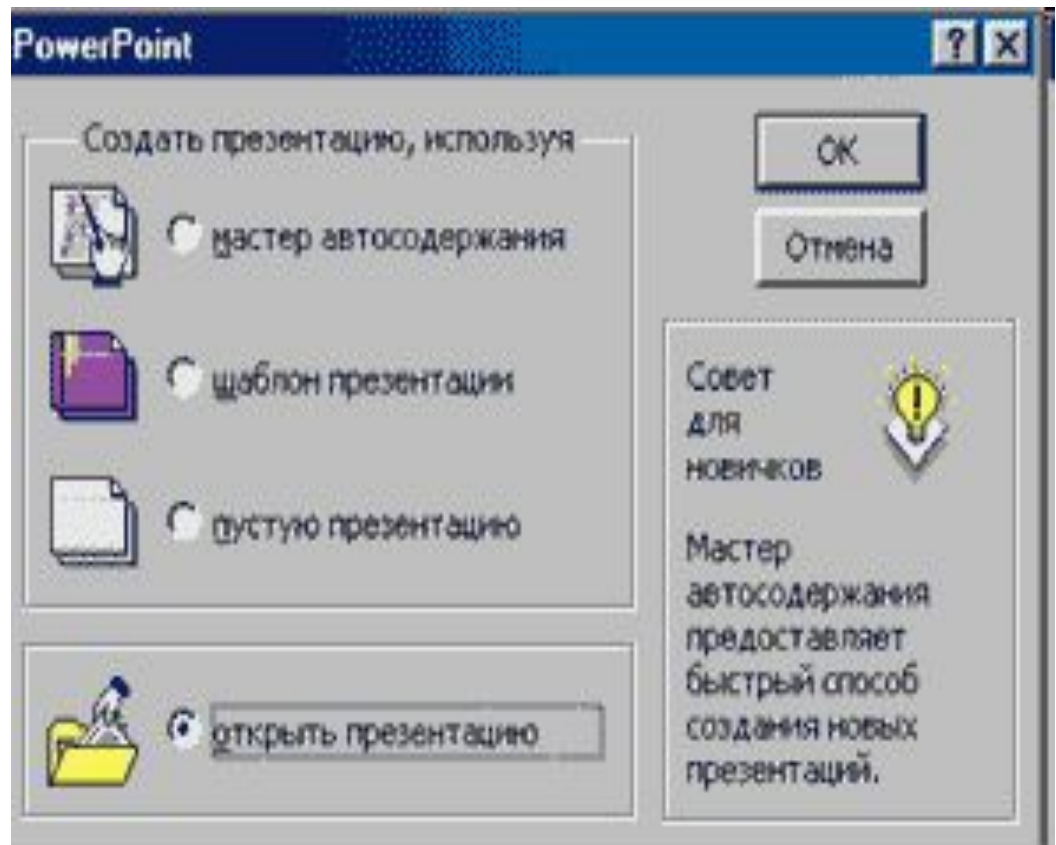 PowerPoint
? X
Создать презентацию, используя
мастер автосодержания
шаблон презентации
пустую презентацию
открыть презентацию
ОК
Отмена
Совет
для
новичков
Мастер
автосодержания
предоставляет
быстрый способ
создания новых
презентаций.